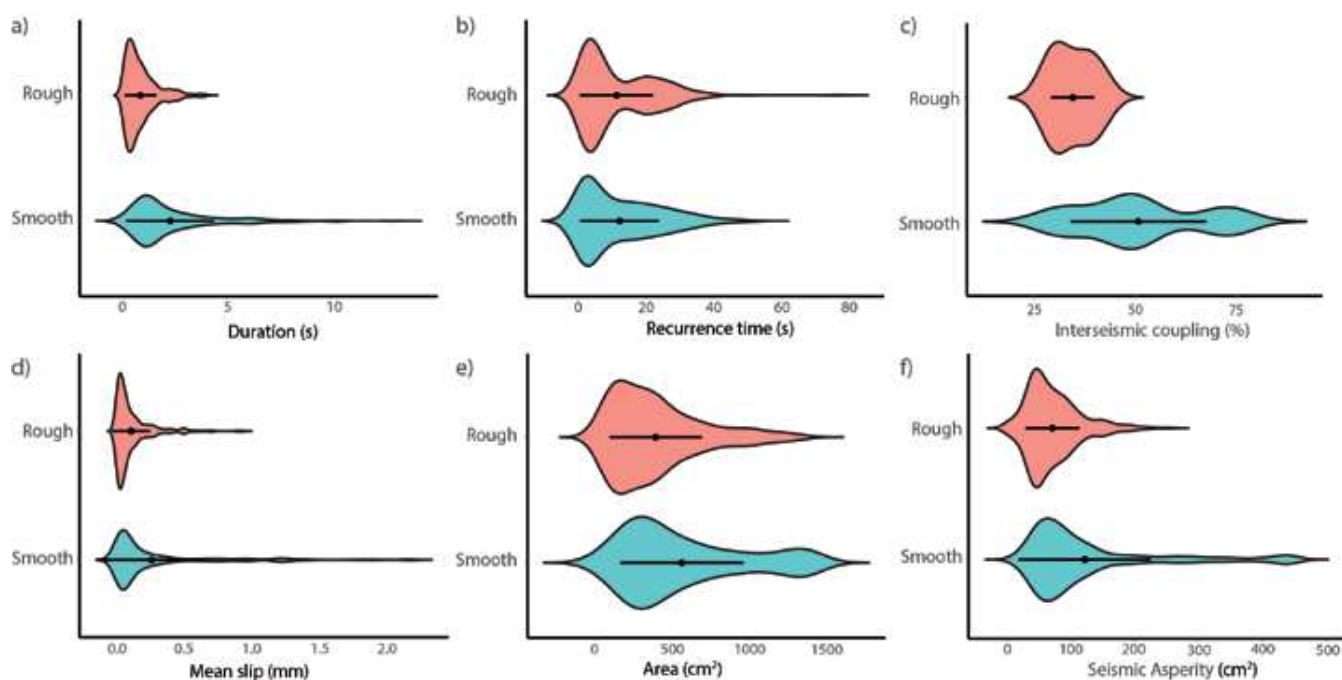 a)
Rough
Smooth
0 5 10
Duration (s)
b)
Rough
Smooth
0 20 40 60 80
Recurrence time (s)
c)
Rough
Smooth
25 50 75
Interseismic coupling (%)
d)
Rough
Smooth
0.0 0.5 1.0 1.5 2.0
Mean slip (mm)
e)
Rough
Smooth
0 500 1000 1500
Area (cm²)
f)
Rough
Smooth
0 100 200 300 400 500
Seismic Asperity (cm²)